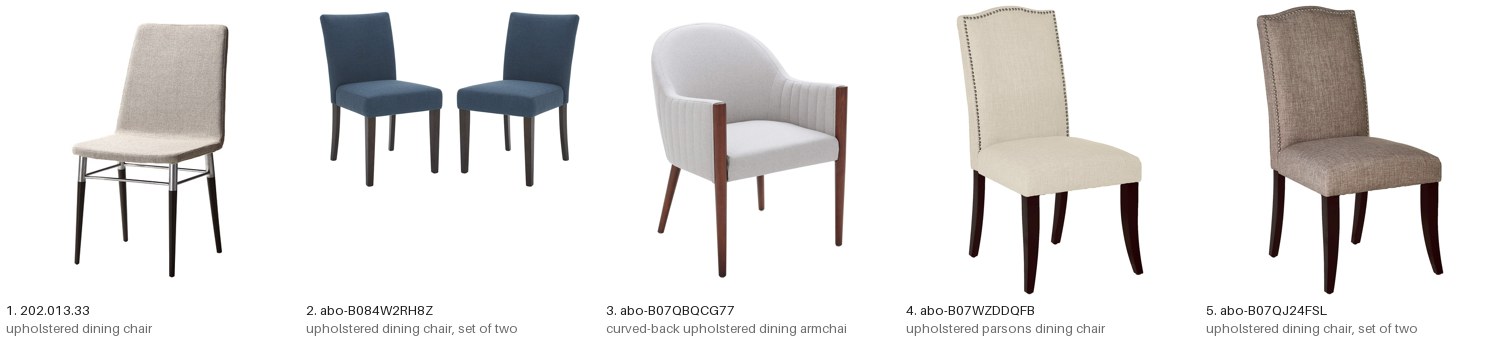 1. 202.013.33
upholstered dining chair
2. abo-B084W2RH8Z
upholstered dining chair, set of two
3. abo-B07QBQCG77
curved-back upholstered dining armchai
4. abo-B07WZDDQFB
upholstered parsons dining chair
5. abo-B07QJ24FSL
upholstered dining chair, set of two